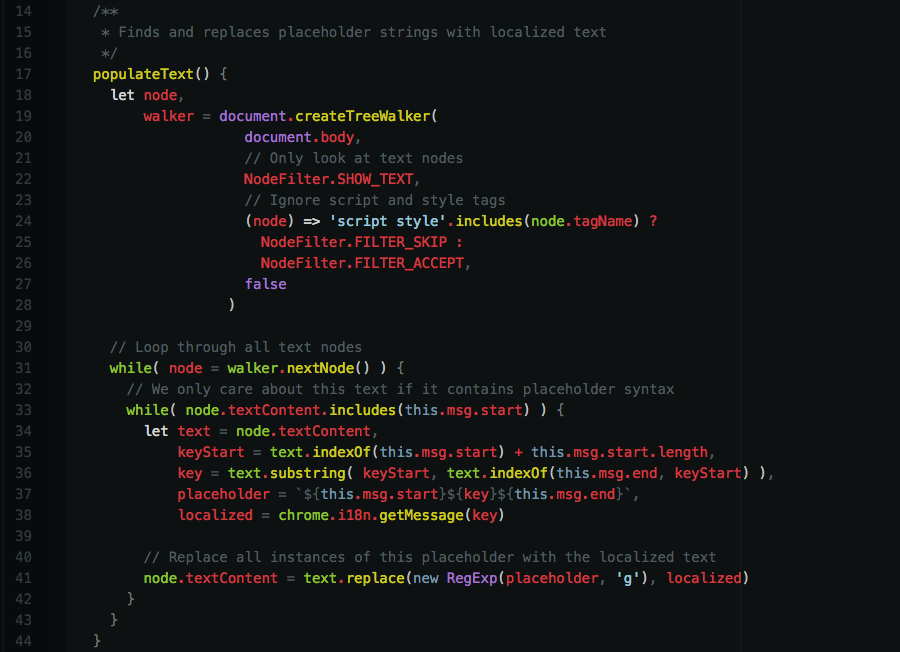 14 /**
15  * Finds and replaces placeholder strings with localized text
16  */
17 populateText() {
18   let node,
19       walker = document.createTreeWalker(
20                   document.body,
21                   // Only look at text nodes
22                   NodeFilter.SHOW_TEXT,
23                   // Ignore script and style tags
24                   (node) => 'script style'.includes(node.tagName) ?
25                     NodeFilter.FILTER_SKIP :
26                     NodeFilter.FILTER_ACCEPT,
27                   false
28                 )
29
30   // Loop through all text nodes
31   while( node = walker.nextNode() ) {
32     // We only care about this text if it contains placeholder syntax
33     while( node.textContent.includes(this.msg.start) ) {
34       let text = node.textContent,
35           keyStart = text.indexOf(this.msg.start) + this.msg.start.length,
36           key = text.substring( keyStart, text.indexOf(this.msg.end, keyStart) ),
37           placeholder = `${this.msg.start}${key}${this.msg.end}`,
38           localized = chrome.i18n.getMessage(key)
39
40       // Replace all instances of this placeholder with the localized text
41       node.textContent = text.replace(new RegExp(placeholder, 'g'), localized)
42     }
43   }
44 }